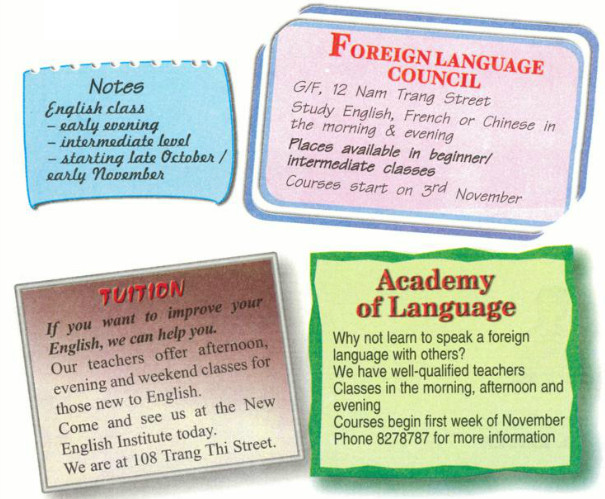 Notes
English class
– early evening
– intermediate level
– starting late October /
early November
FOREIGN LANGUAGE
COUNCIL
G/F, 12 Nam Trang Street
Study English, French or Chinese in
the morning & evening
Places available in beginner/
intermediate classes
Courses start on 3rd November
TUITION
If you want to improve your
English, we can help you.
Our teachers offer afternoon,
evening and weekend classes for
those new to English.
Come and see us at the New
English Institute today.
We are at 108 Trang Thi Street.
Academy
of Language
Why not learn to speak a foreign
language with others?
We have well-qualified teachers
Classes in the morning, afternoon and
evening
Courses begin first week of November
Phone 8278787 for more information